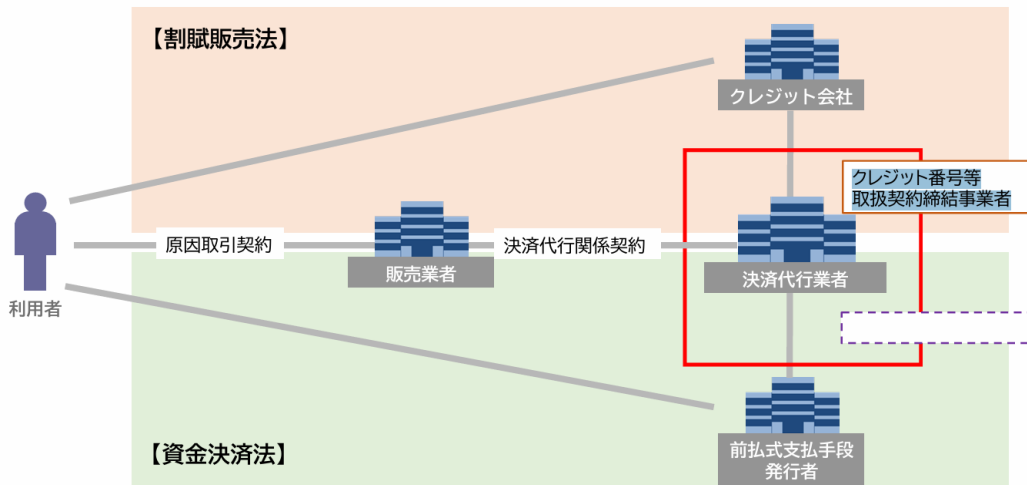 【割賦販売法】
クレジット会社
クレジット番号等
取扱契約締結事業者
原因取引契約
決済代行関係契約
販売業者
決済代行業者
利用者
【資金決済法】
前払式支払手段
発行者